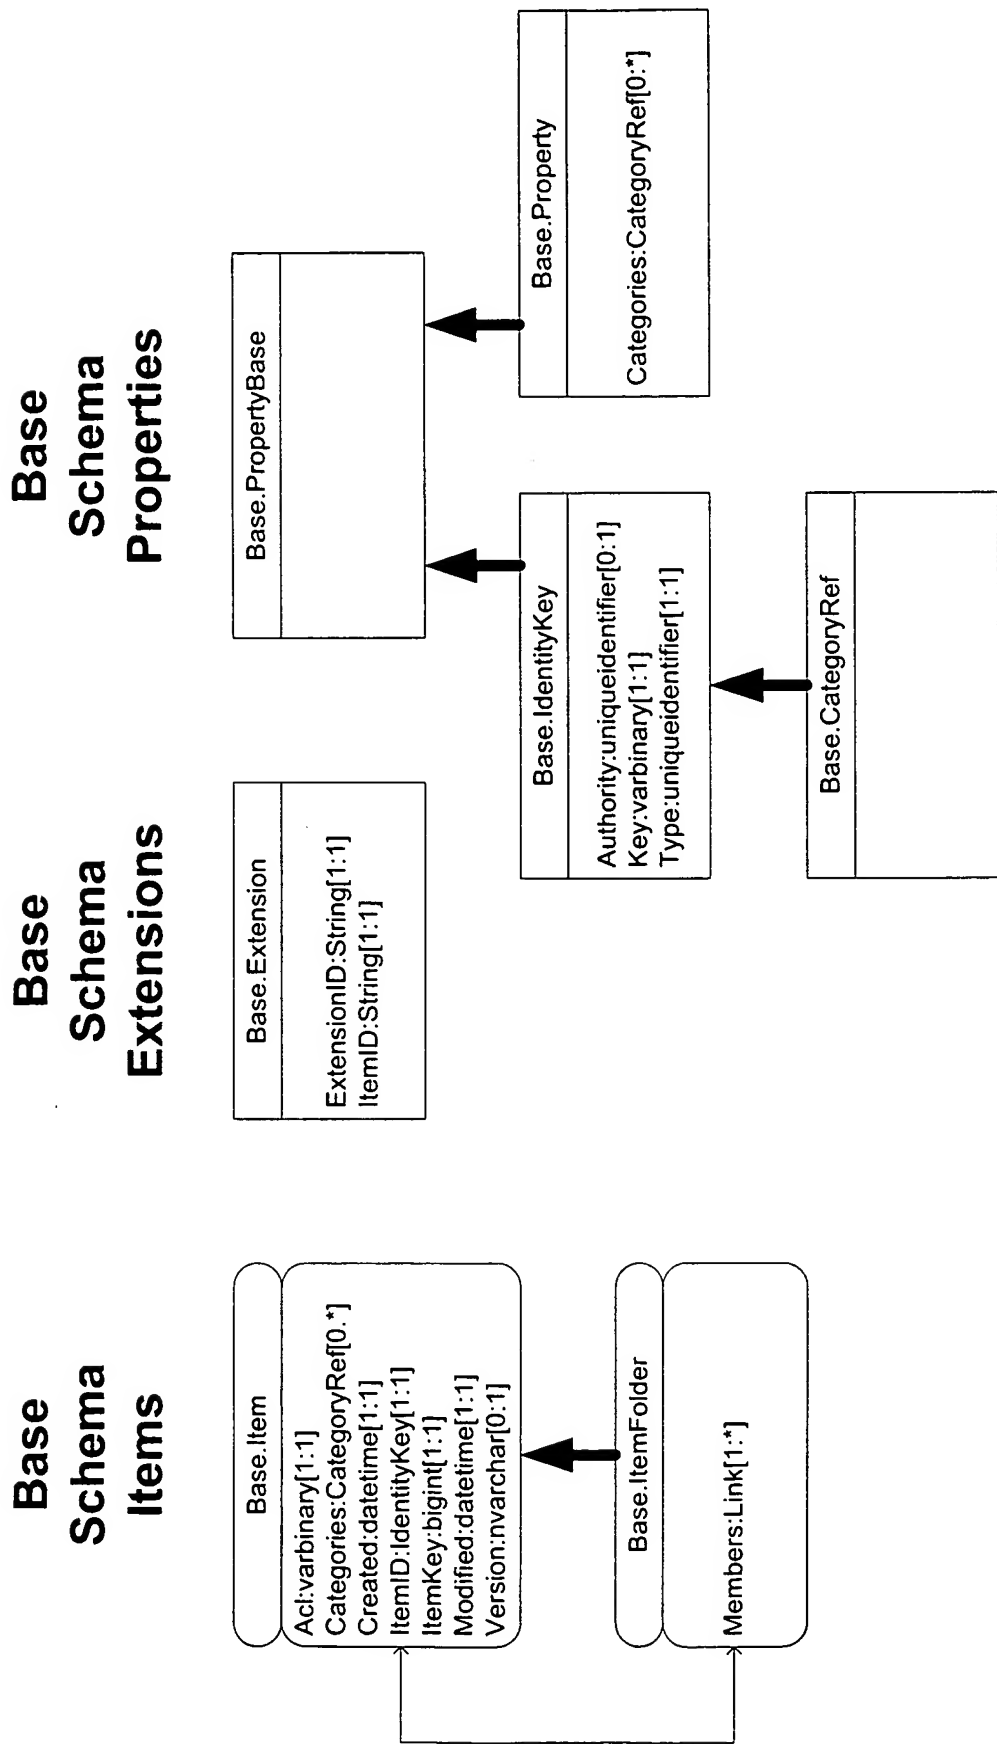 Base
Schema
Items
Base.Item
Acl:varbinary[1:1]
Categories:CategoryRef[0.*]
Created:datetime[1:1]
ItemID:IdentityKey[1:1]
ItemKey:bigint[1:1]
Modified:datetime[1:1]
Version:nvarchar[0:1]
Base.ItemFolder
Members:Link[1:*]
Base
Schema
Extensions
Base.Extension
ExtensionID:String[1:1]
ItemID:String[1:1]
Base
Schema
Properties
Base.PropertyBase
Base.IdentityKey
Authority:uniqueidentifier[0:1]
Key:varbinary[1:1]
Type:uniqueidentifier[1:1]
Base.CategoryRef
Base.Property
Categories:CategoryRef[0:*]